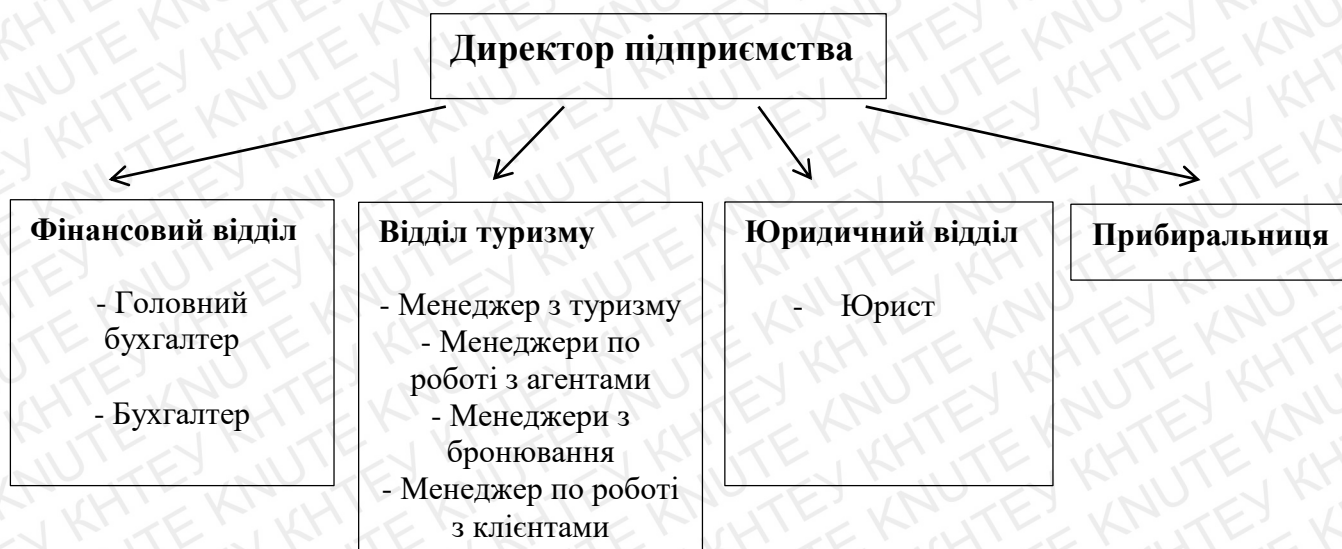 Директор підприємства
Фінансовий відділ
- Головний
бухгалтер
- Бухгалтер
Відділ туризму
- Менеджер з туризму
- Менеджери по
роботі з агентами
- Менеджери з
бронювання
- Менеджер по роботі
з клієнтами
Юридичний відділ
- Юрист
Прибиральниця